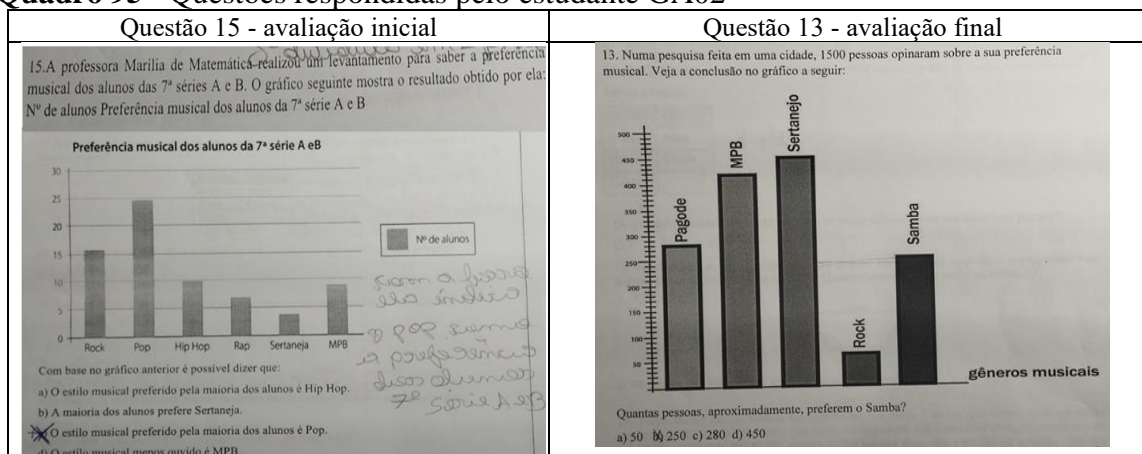 Questões respondidas pelo estudante
Questão 15 - avaliação inicial
15.A professora Marília de Matemática realizou um levantamento para saber a preferência
musical dos alunos das 7ª séries A e B. O gráfico seguinte mostra o resultado obtido por ela:
Nº de alunos Preferência musical dos alunos da 7ª série A e B
Preferência musical dos alunos da 7ª série A eB
30
25
20
15
10
5
0
Rock Pop Hip Hop Rap Sertaneja MPB
Nº de alunos
o pop
a preferência
7º Série A e B
Com base no gráfico anterior é possível dizer que:
a) O estilo musical preferido pela maioria dos alunos é Hip Hop.
b) A maioria dos alunos prefere Sertaneja.
O estilo musical preferido pela maioria dos alunos é Pop.
d) O estilo musical menos ouvido é MPB.
Questão 13 - avaliação final
13. Numa pesquisa feita em uma cidade, 1500 pessoas opinaram sobre a sua preferência
musical. Veja a conclusão no gráfico a seguir:
500
450
400
350
300
250
200
150
100
50
Pagode
MPB
Sertanejo
Rock
Samba
gêneros musicais
Quantas pessoas, aproximadamente, preferem o Samba?
a) 50 b) 250 c) 280 d) 450